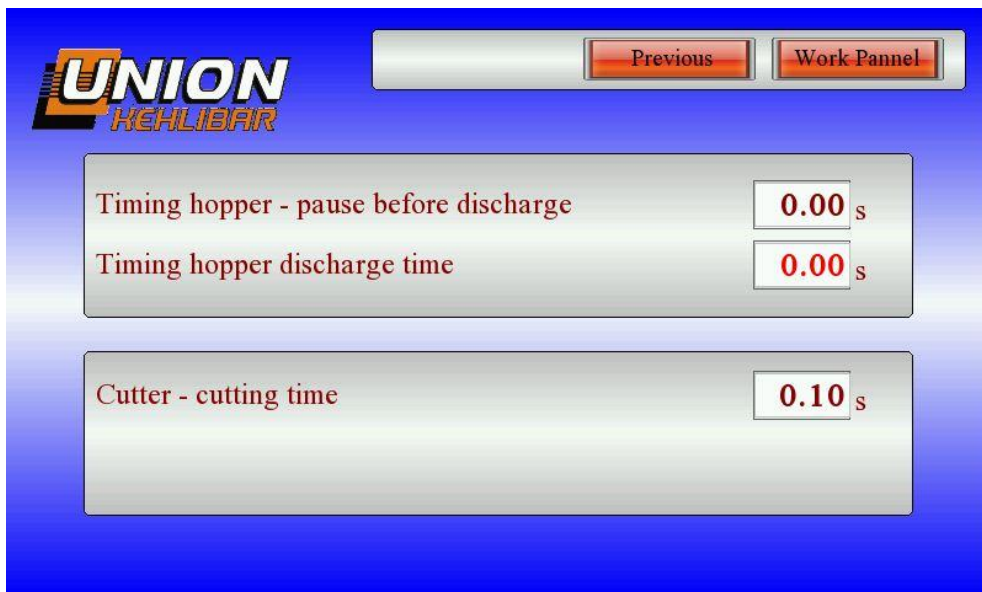 UNION
KEHLIBAR
Previous
Work Pannel
Timing hopper - pause before discharge 0.00 s
Timing hopper discharge time 0.00 s
Cutter - cutting time 0.10 s